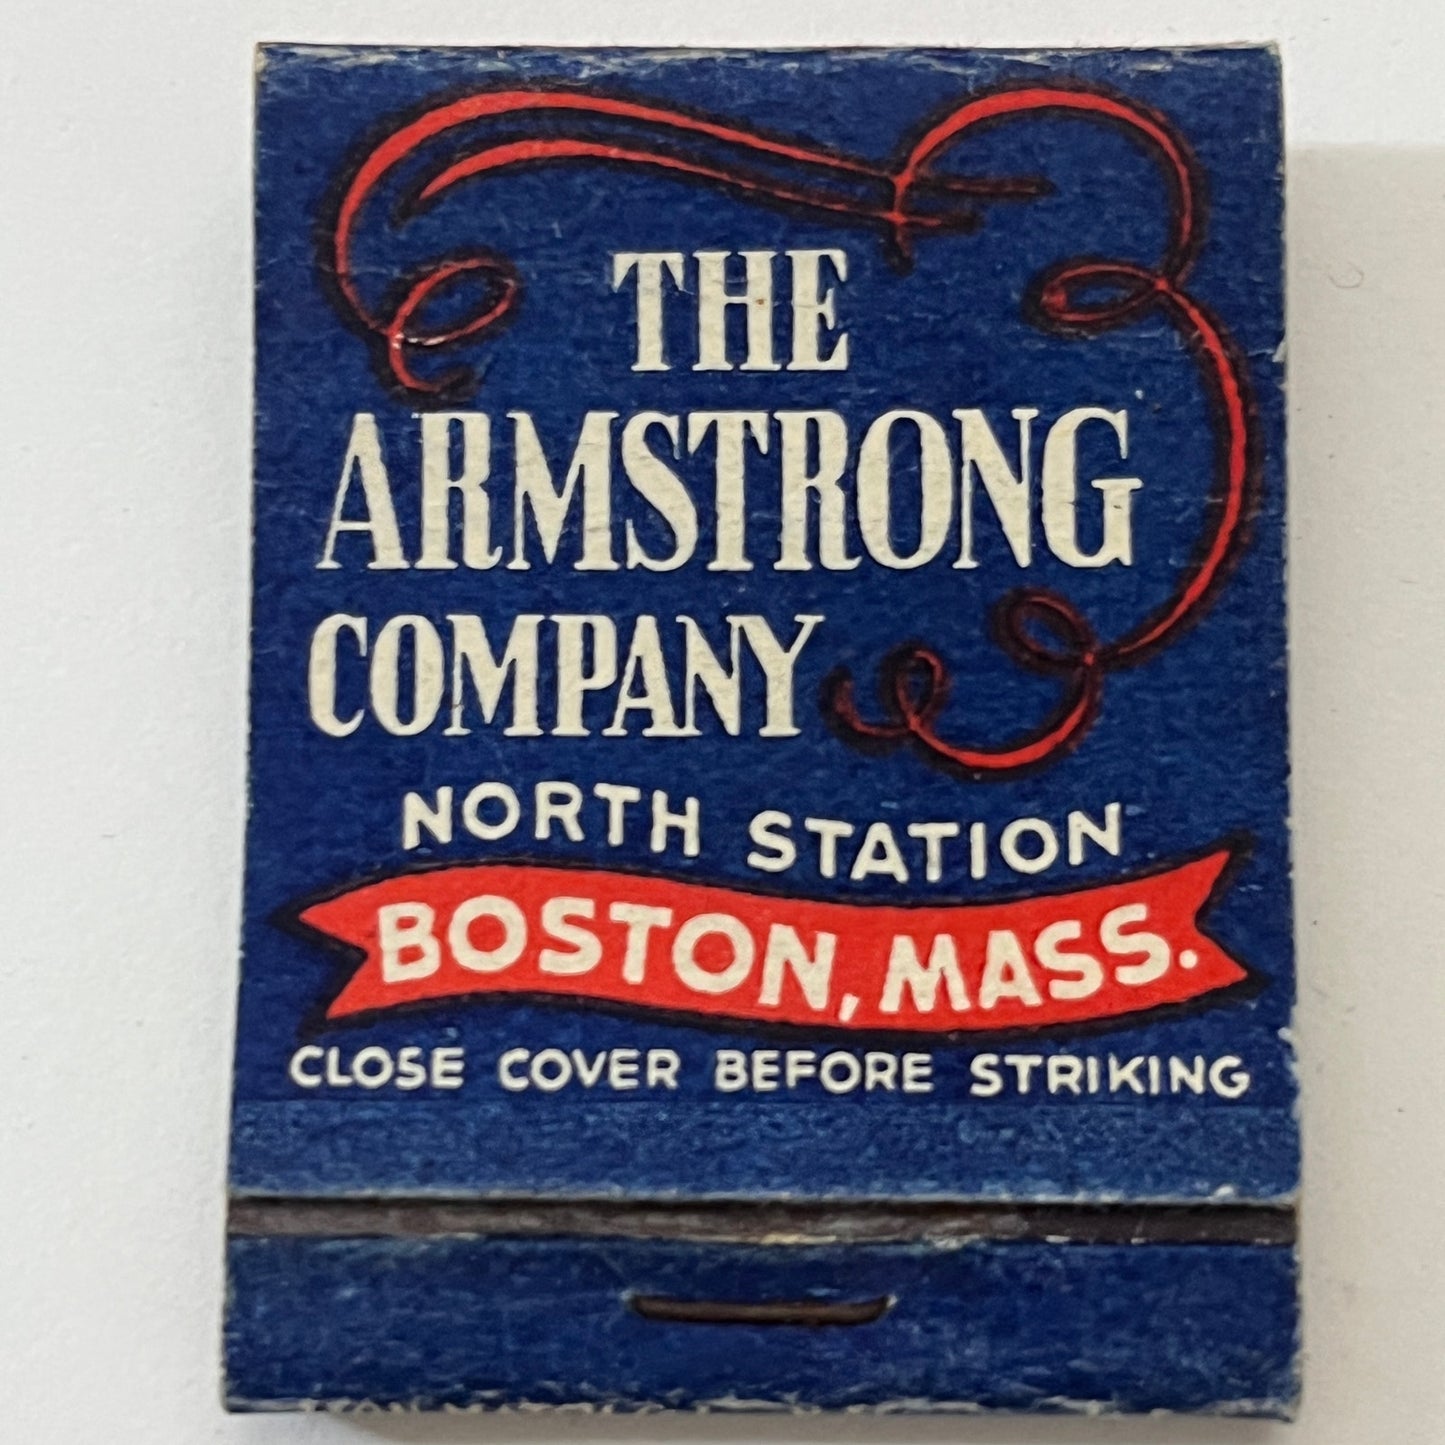 THE
ARMSTRONG
COMPANY
NORTH STATION
BOSTON, MASS.
CLOSE COVER BEFORE STRIKING